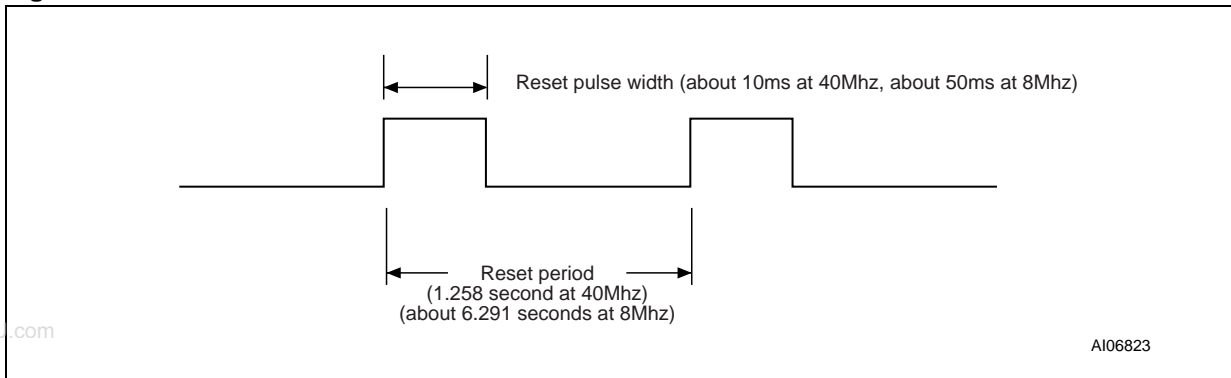 Reset pulse width (about 10ms at 40Mhz, about 50ms at 8Mhz)
Reset period
(1.258 second at 40Mhz)
(about 6.291 seconds at 8Mhz)
.com
AI06823